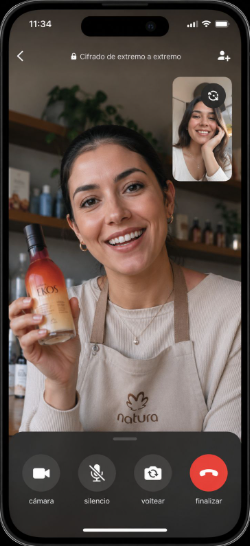 11:34
Cifrado de extremo a extremo
EKOS
natura
cámara
silencio
voltear
finalizar